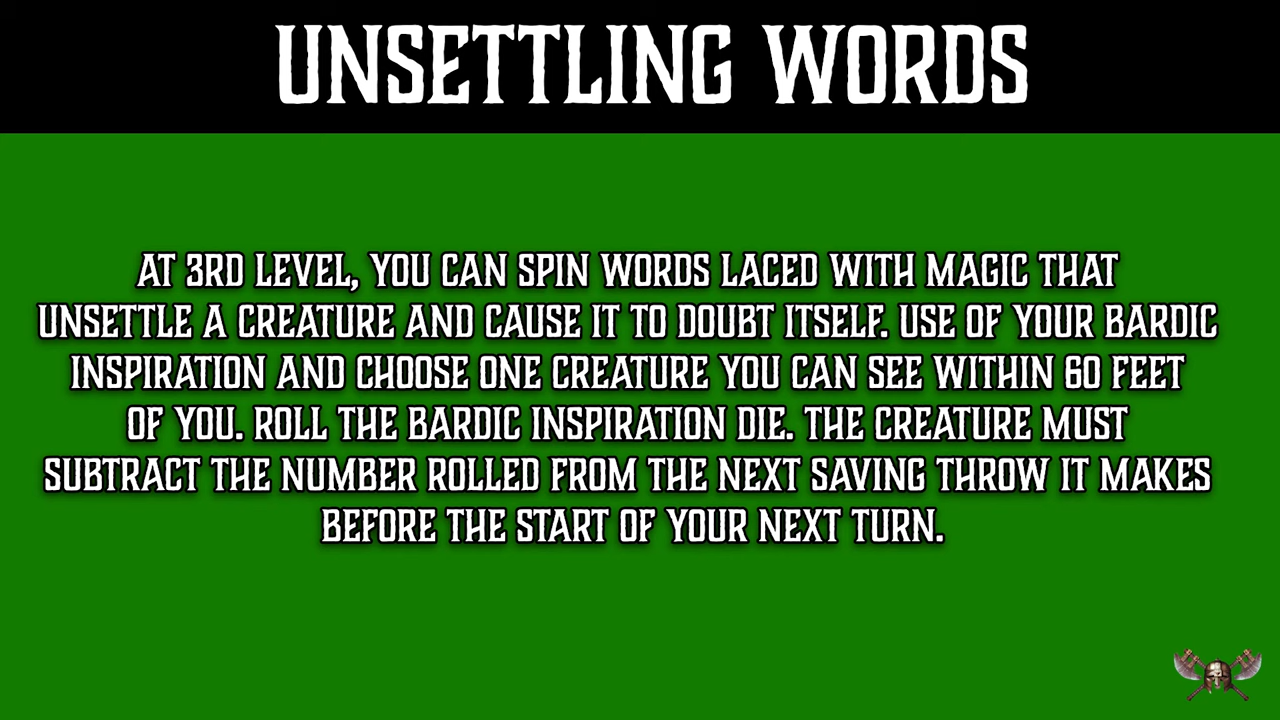 UNSETTLING WORDS
AT 3RD LEVEL, YOU CAN SPIN WORDS LACED WITH MAGIC THAT
UNSETTLE A CREATURE AND CAUSE IT TO DOUBT ITSELF. USE OF YOUR BARDIC
INSPIRATION AND CHOOSE ONE CREATURE YOU CAN SEE WITHIN 60 FEET
OF YOU. ROLL THE BARDIC INSPIRATION DIE. THE CREATURE MUST
SUBTRACT THE NUMBER ROLLED FROM THE NEXT SAVING THROW IT MAKES
BEFORE THE START OF YOUR NEXT TURN.